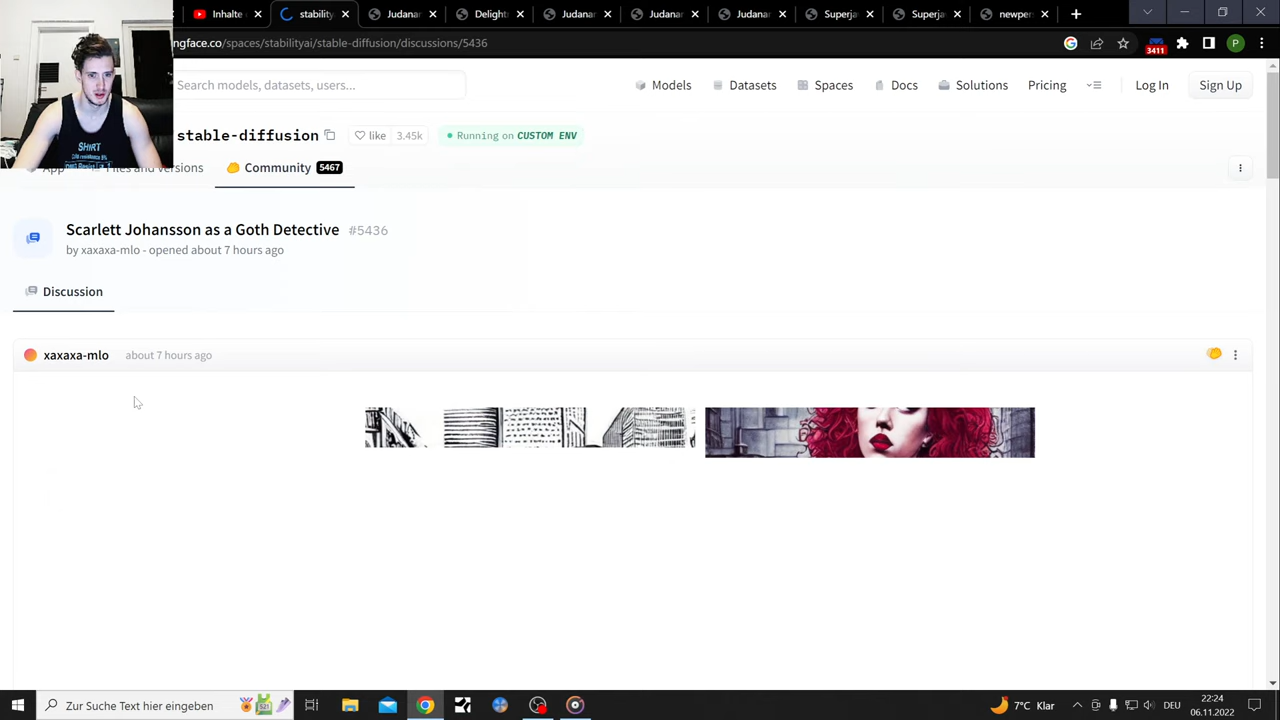 Inhalte
stability
Judanar
Delight
Judanar
Judanar
Judanar
Superja
Superja
newpen
ngface.co/spaces/stabilityai/stable-diffusion/discussions/5436
3411
P
Search models, datasets, users...
Models
Datasets
Spaces
Docs
Solutions
Pricing
Log In
Sign Up
stable-diffusion
like
3.45k
Running on CUSTOM ENV
SHIRT
App
Files and versions
Community 5467
Scarlett Johansson as a Goth Detective #5436
by xaxaxa-mlo - opened about 7 hours ago
Discussion
xaxaxa-mlo
about 7 hours ago
Zur Suche Text hier eingeben
7°C Klar
DEU
22:24
06.11.2022